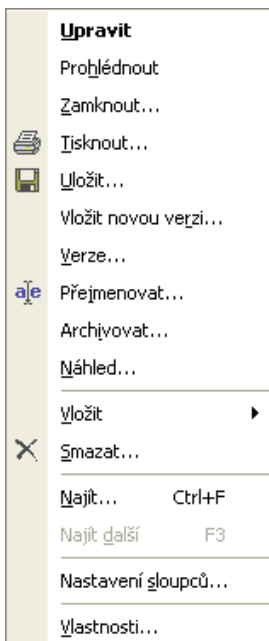 Upravit
Prohlédnout
Zamknout...
Tisknout...
Uložit...
Vložit novou verzi...
Verze...
Přejmenovat...
Archivovat...
Náhled...
Vložit
Smazat...
Najít... Ctrl+F
Najít další F3
Nastavení sloupců...
Vlastnosti...